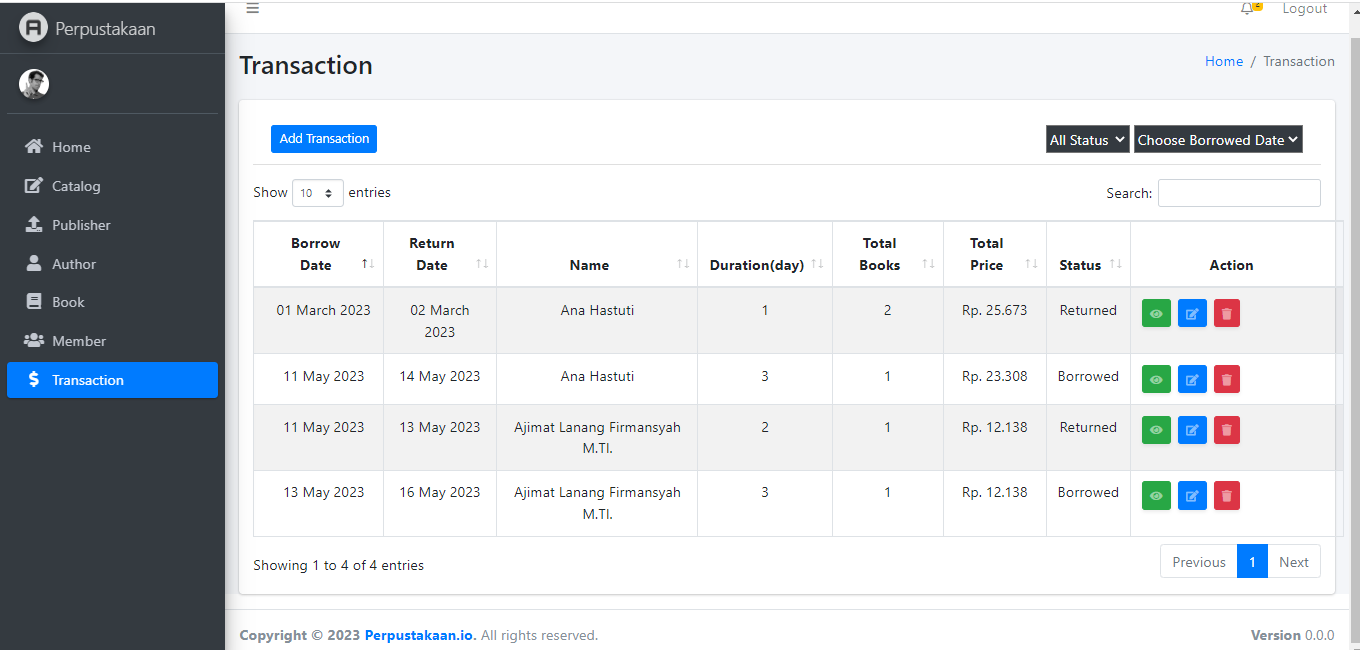 Perpustakaan
Logout
Transaction
Home / Transaction
Home
Catalog
Publisher
Author
Book
Member
Transaction
Add Transaction
All Status
Choose Borrowed Date
Show 10 entries
Search:
Borrow Date
Return Date
Name
Duration(day)
Total Books
Total Price
Status
Action
01 March 2023 02 March 2023 Ana Hastuti 1 2 Rp. 25.673 Returned
11 May 2023 14 May 2023 Ana Hastuti 3 1 Rp. 23.308 Borrowed
11 May 2023 13 May 2023 Ajimat Lanang Firmansyah M.TI. 2 1 Rp. 12.138 Returned
13 May 2023 16 May 2023 Ajimat Lanang Firmansyah M.TI. 3 1 Rp. 12.138 Borrowed
Showing 1 to 4 of 4 entries
Previous 1 Next
Copyright © 2023 Perpustakaan.io. All rights reserved.
Version 0.0.0